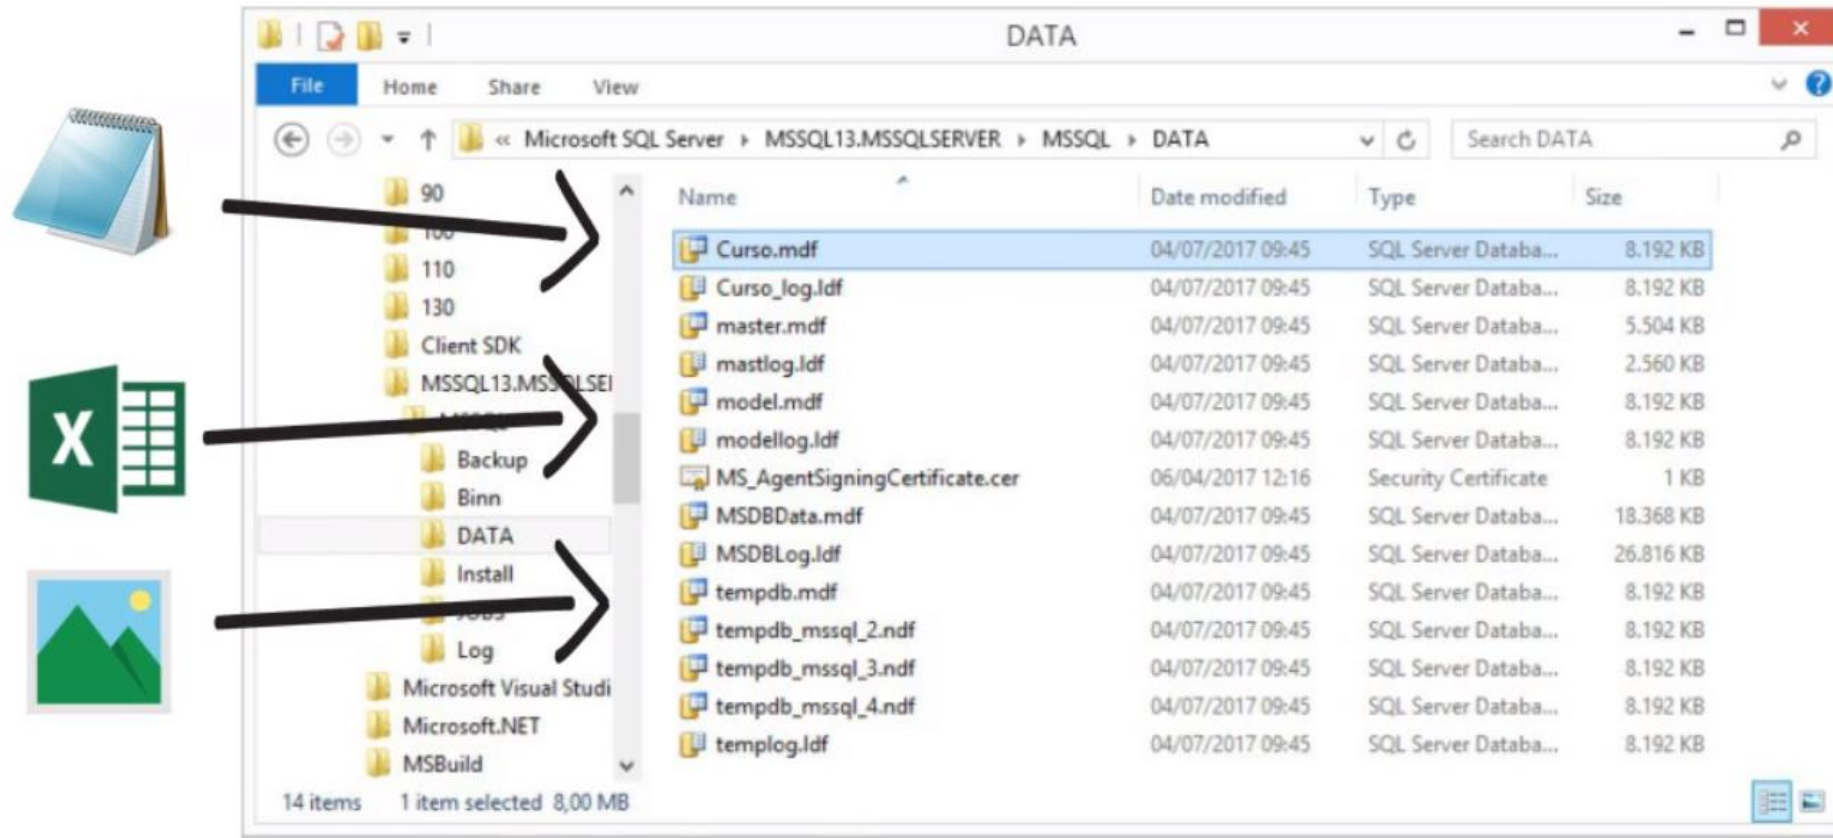 DATA
File Home Share View
« Microsoft SQL Server MSSQL13.MSSQLSERVER MSSQL DATA Search DATA
90
110
130
Client SDK
MSSQL13.MSSQLSEI
Backup
Binn
DATA
Install
Log
Microsoft Visual Studi
Microsoft.NET
MSBuild
Name Date modified Type Size
Curso.mdf 04/07/2017 09:45 SQL Server Databa... 8.192 KB
Curso_log.ldf 04/07/2017 09:45 SQL Server Databa... 8.192 KB
master.mdf 04/07/2017 09:45 SQL Server Databa... 5.504 KB
mastlog.ldf 04/07/2017 09:45 SQL Server Databa... 2.560 KB
model.mdf 04/07/2017 09:45 SQL Server Databa... 8.192 KB
modellog.ldf 04/07/2017 09:45 SQL Server Databa... 8.192 KB
MS_AgentSigningCertificate.cer 06/04/2017 12:16 Security Certificate 1 KB
MSDBData.mdf 04/07/2017 09:45 SQL Server Databa... 18.368 KB
MSDBLog.ldf 04/07/2017 09:45 SQL Server Databa... 26.816 KB
tempdb.mdf 04/07/2017 09:45 SQL Server Databa... 8.192 KB
tempdb_mssql_2.ndf 04/07/2017 09:45 SQL Server Databa... 8.192 KB
tempdb_mssql_3.ndf 04/07/2017 09:45 SQL Server Databa... 8.192 KB
tempdb_mssql_4.ndf 04/07/2017 09:45 SQL Server Databa... 8.192 KB
templog.ldf 04/07/2017 09:45 SQL Server Databa... 8.192 KB
14 items 1 item selected 8,00 MB
X